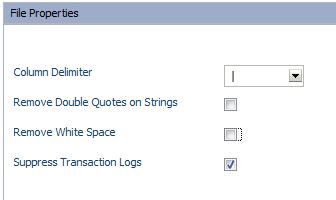 File Properties
Column Delimiter |
Remove Double Quotes on Strings
Remove White Space
Suppress Transaction Logs